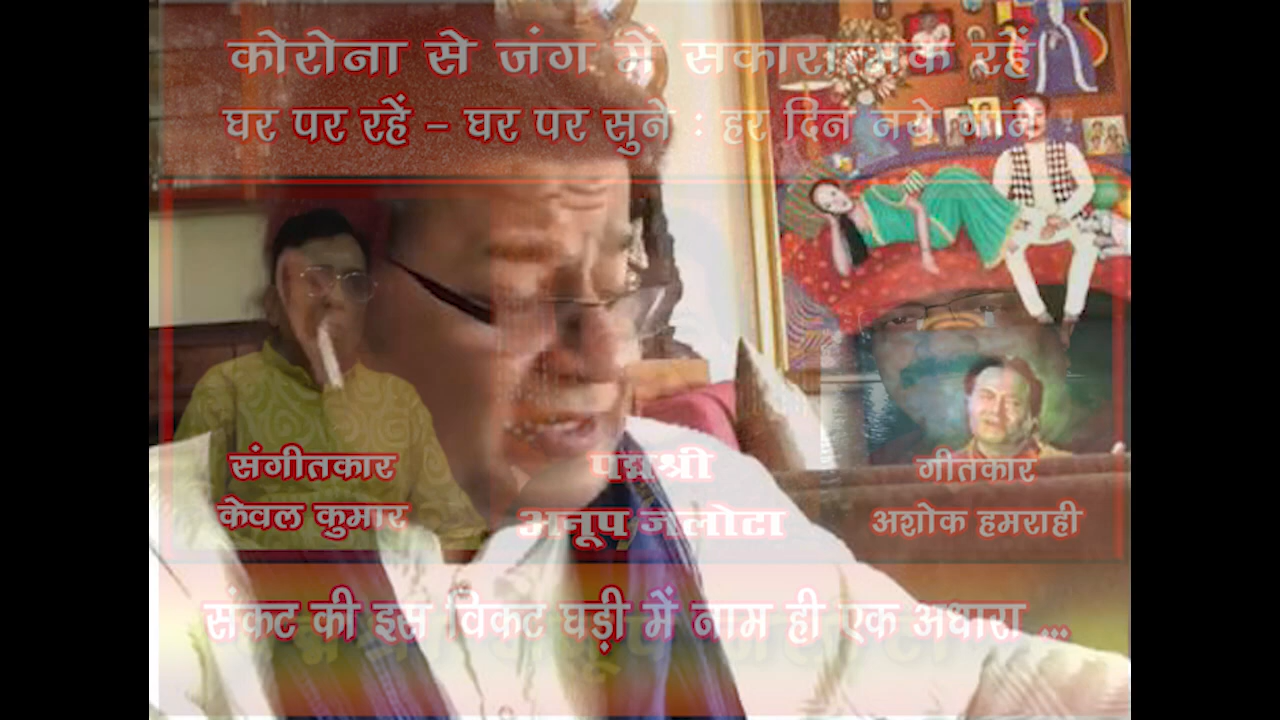 कोरोना से जंग में सकारात्मक रहें
घर पर रहें - घर पर सुने : हर दिन नये गाने
संगीतकार
केवल कुमार
पद्मश्री
अनूप जलोटा
गीतकार
अशोक हमराही
संकट की इस विकट घड़ी में नाम ही एक अधारा ...